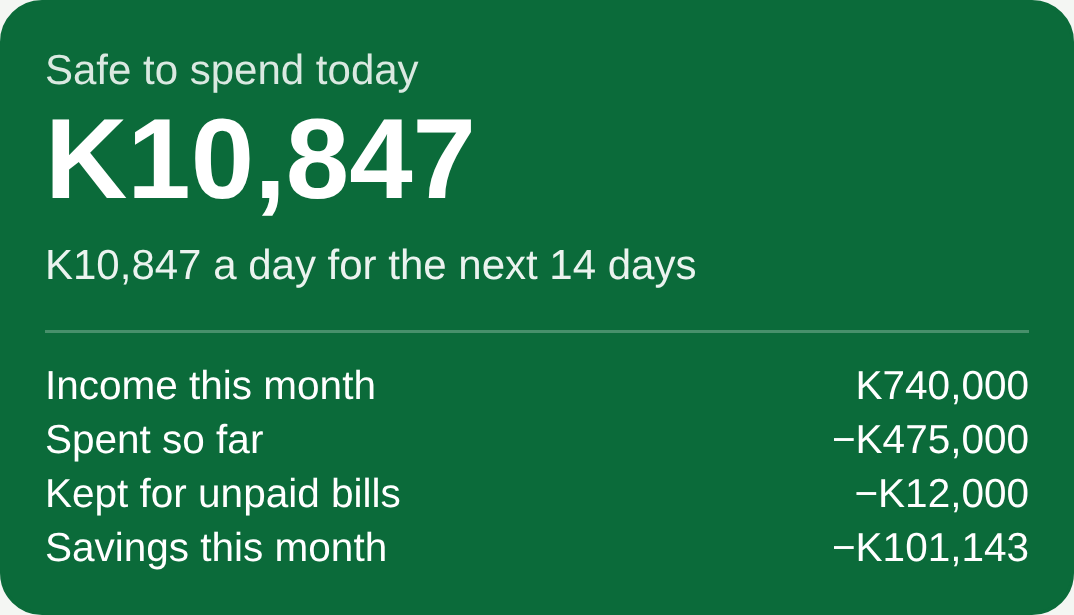 Safe to spend today
K10,847
K10,847 a day for the next 14 days
Income this month K740,000
Spent so far −K475,000
Kept for unpaid bills −K12,000
Savings this month −K101,143